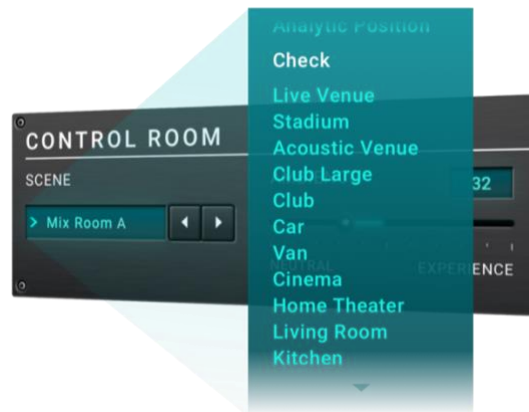 Analytic Position
Check
Live Venue
Stadium
Acoustic Venue
Club Large
Club
Car
Van
Cinema
Home Theater
Living Room
Kitchen
CONTROL ROOM
SCENE
> Mix Room A
32
NEUTRAL
EXPERIENCE